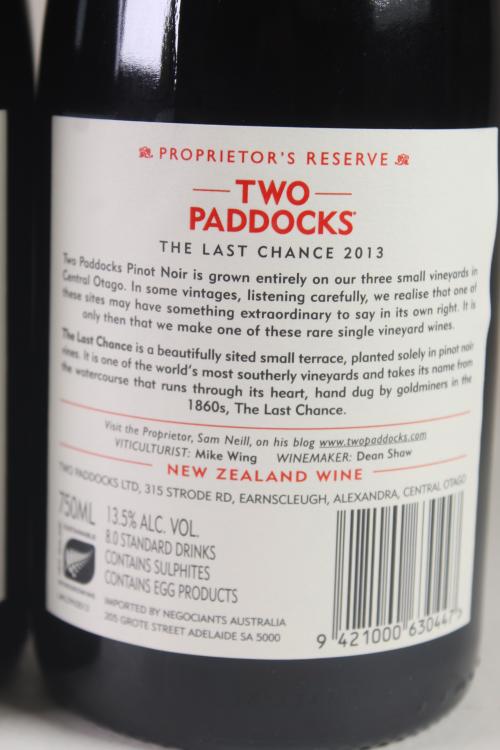 PROPRIETOR'S RESERVE
TWO
PADDOCKS
THE LAST CHANCE 2013
Two Paddocks Pinot Noir is grown entirely on our three small vineyards in
Central Otago. In some vintages, listening carefully, we realise that one of
these sites may have something extraordinary to say in its own right. It is
only then that we make one of these rare single vineyard wines.
The Last Chance is a beautifully sited small terrace, planted solely in pinot noir
vines. It is one of the world's most southerly vineyards and takes its name from
the watercourse that runs through its heart, hand dug by goldminers in the
1860s, The Last Chance.
Visit the Proprietor, Sam Neill, on his blog www.twopaddocks.com
VITICULTURIST: Mike Wing WINEMAKER: Dean Shaw
NEW ZEALAND WINE
TWO PADDOCKS LTD, 315 STRODE RD, EARNSCLEUGH, ALEXANDRA, CENTRAL OTAGO
750ML
13.5% ALC. VOL.
8.0 STANDARD DRINKS
CONTAINS SULPHITES
CONTAINS EGG PRODUCTS
IMPORTED BY NEGOCIANTS AUSTRALIA
205 GROTE STREET ADELAIDE SA 5000
9 421000 630447